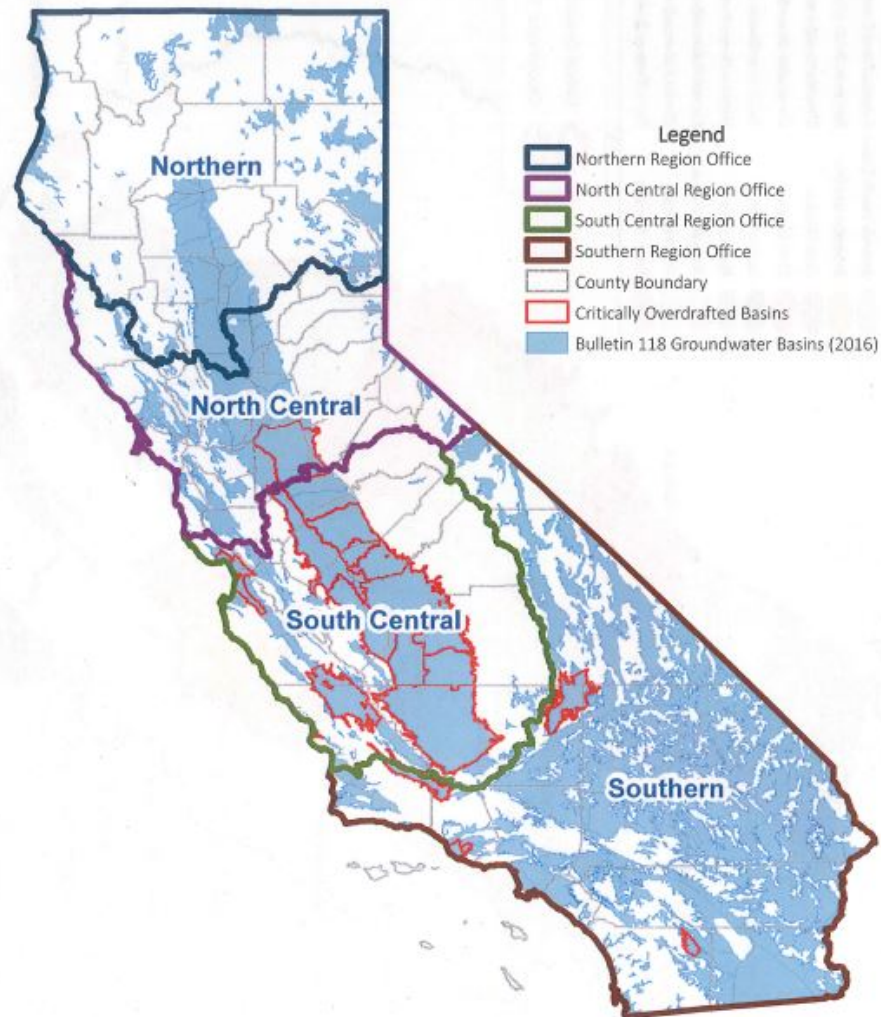 Legend
Northern Region Office
North Central Region Office
South Central Region Office
Southern Region Office
County Boundary
Critically Overdrafted Basins
Bulletin 118 Groundwater Basins (2016)
Northern
North Central
South Central
Southern